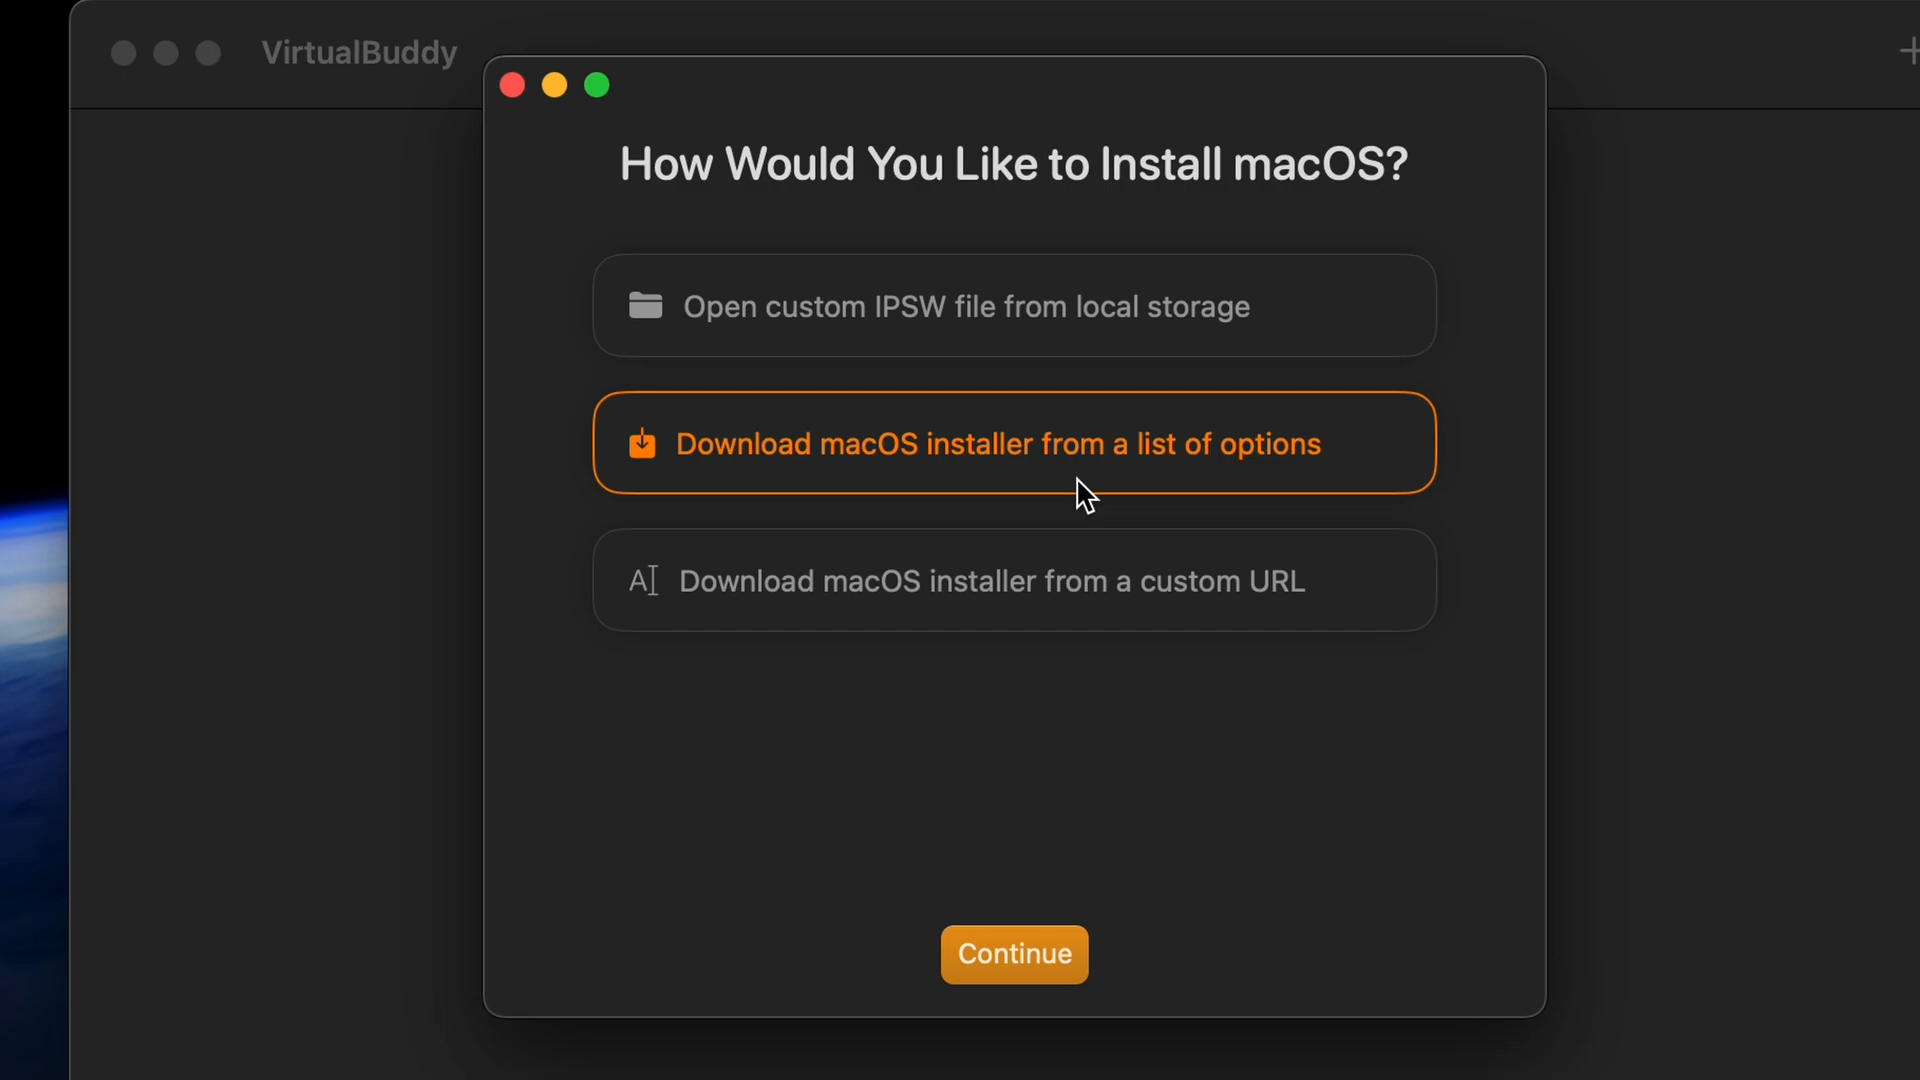 VirtualBuddy
How Would You Like to Install macOS?
Open custom IPSW file from local storage
Download macOS installer from a list of options
Download macOS installer from a custom URL
Continue